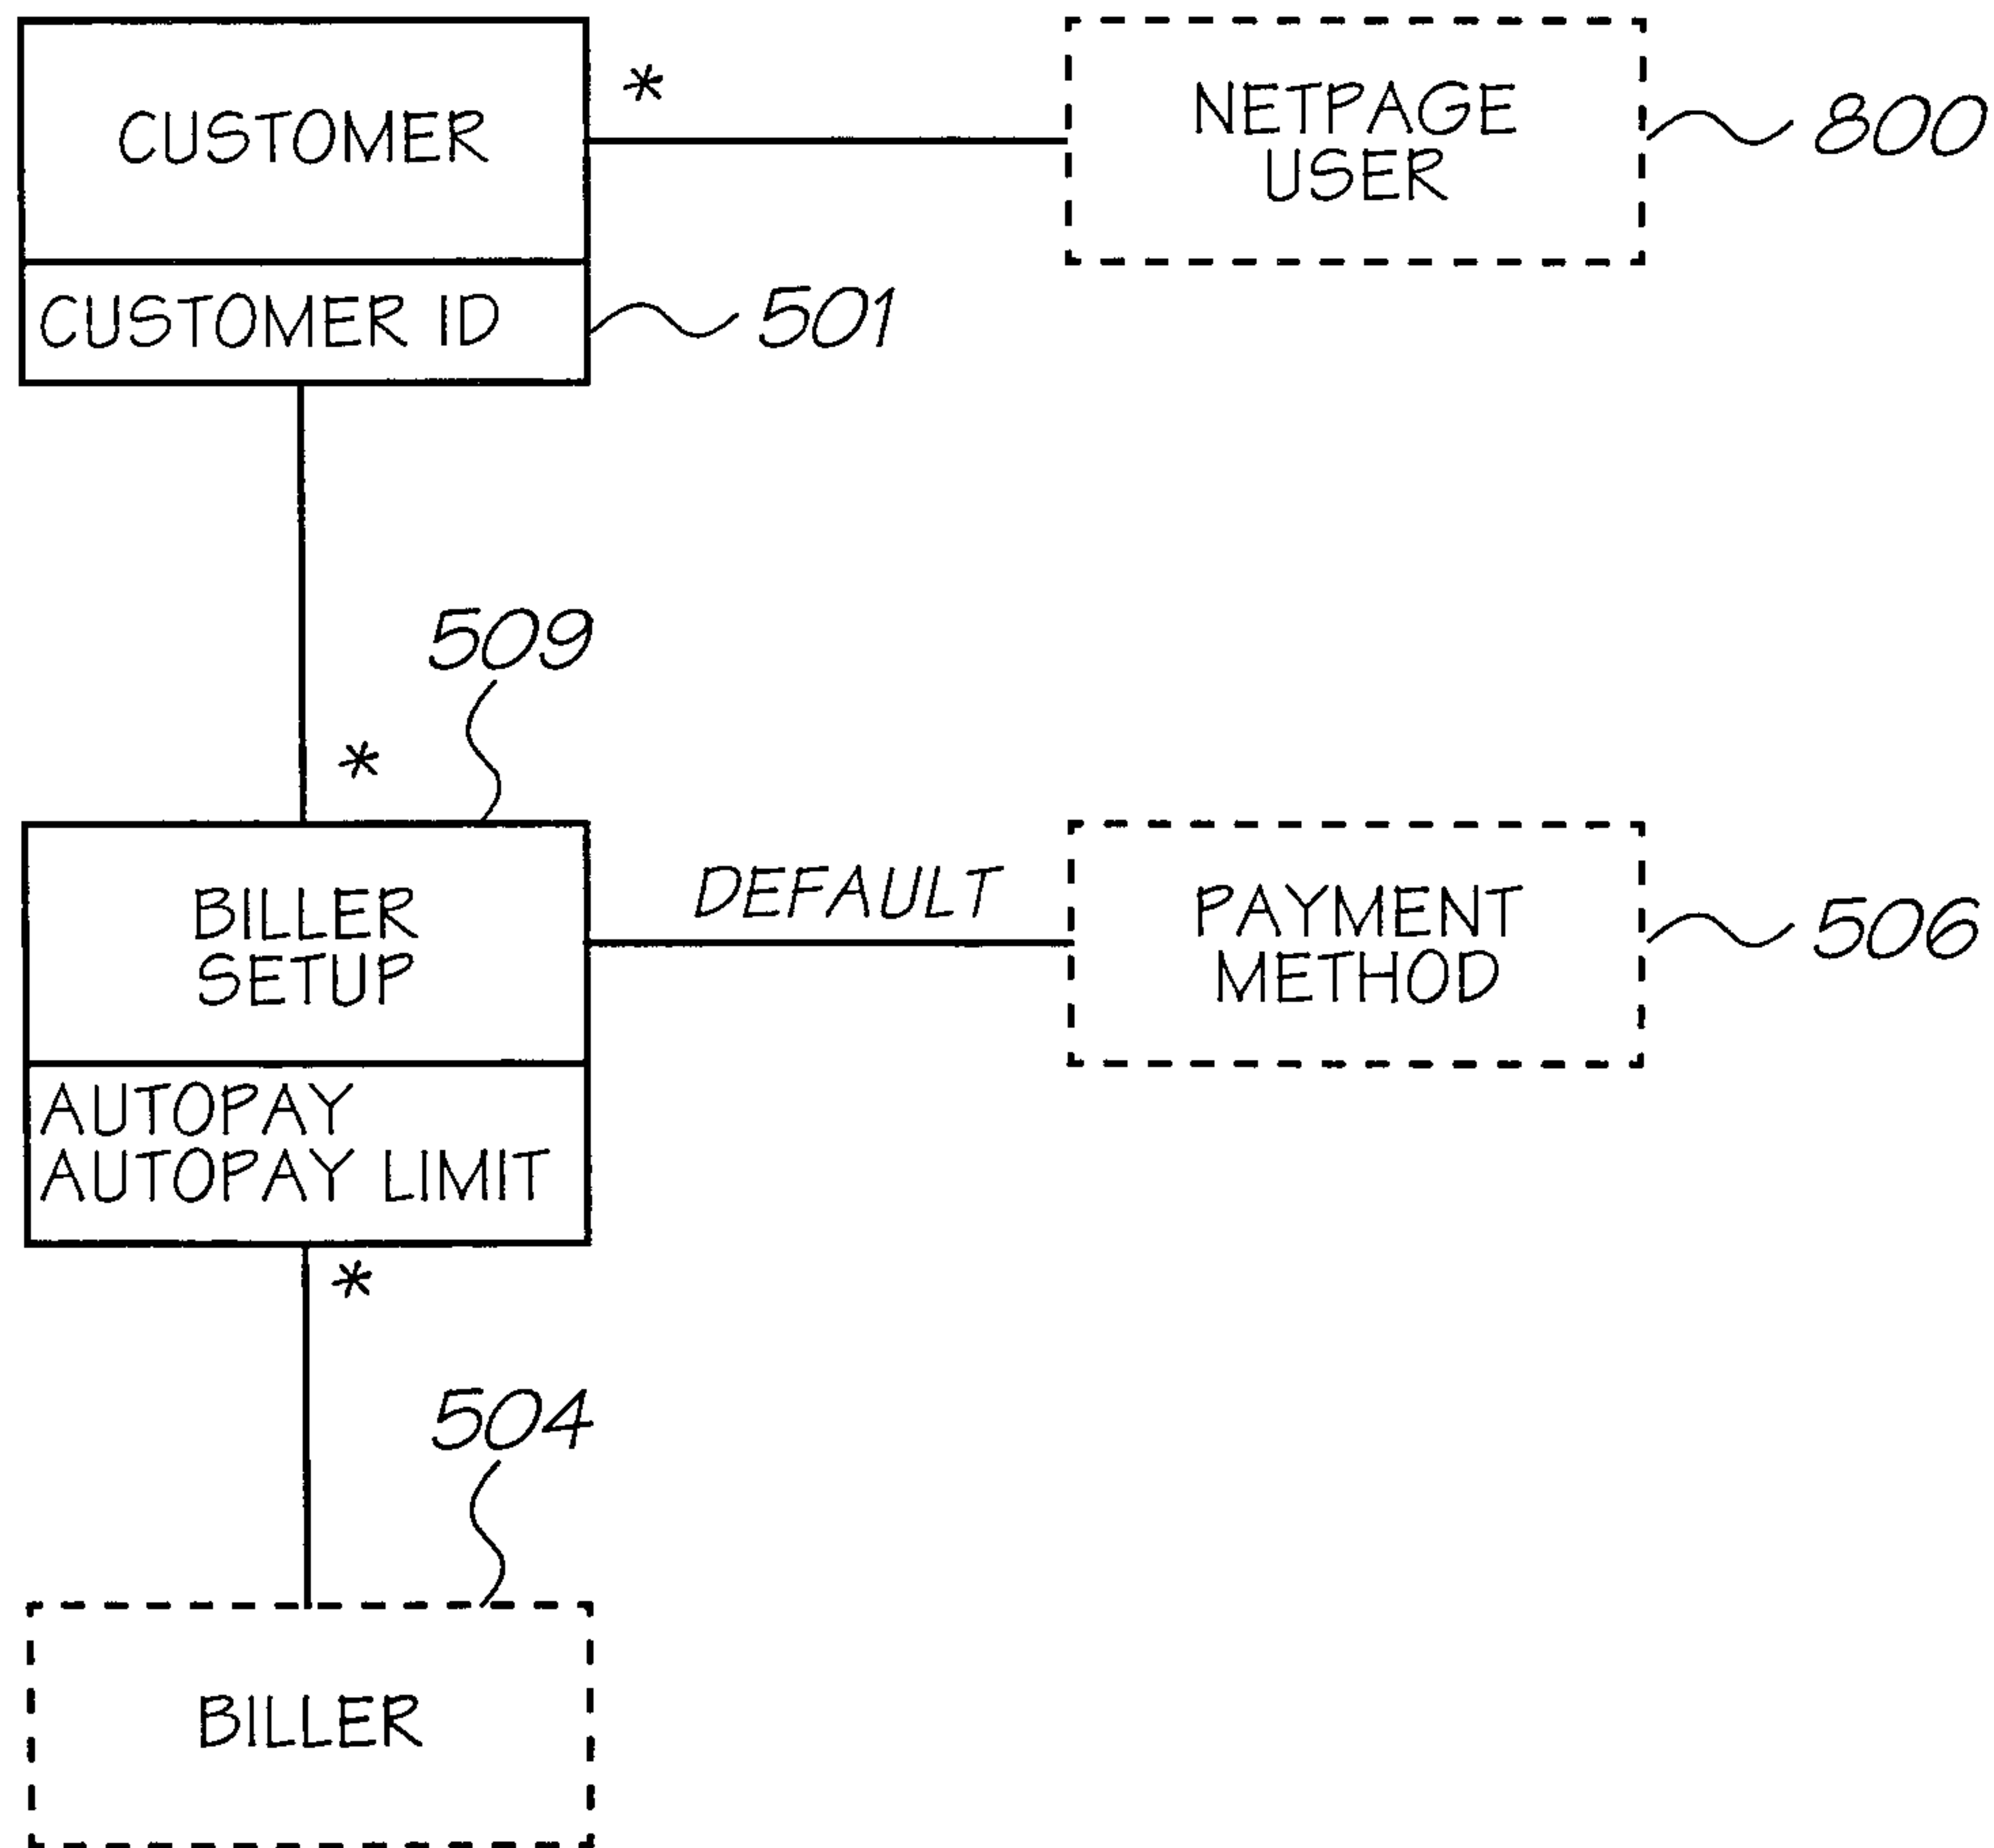 CUSTOMER
*
NETPAGE
USER
800
CUSTOMER ID
501
509
*
BILLER
SETUP
DEFAULT
PAYMENT
METHOD
506
AUTOPAY
AUTOPAY LIMIT
*
504
BILLER